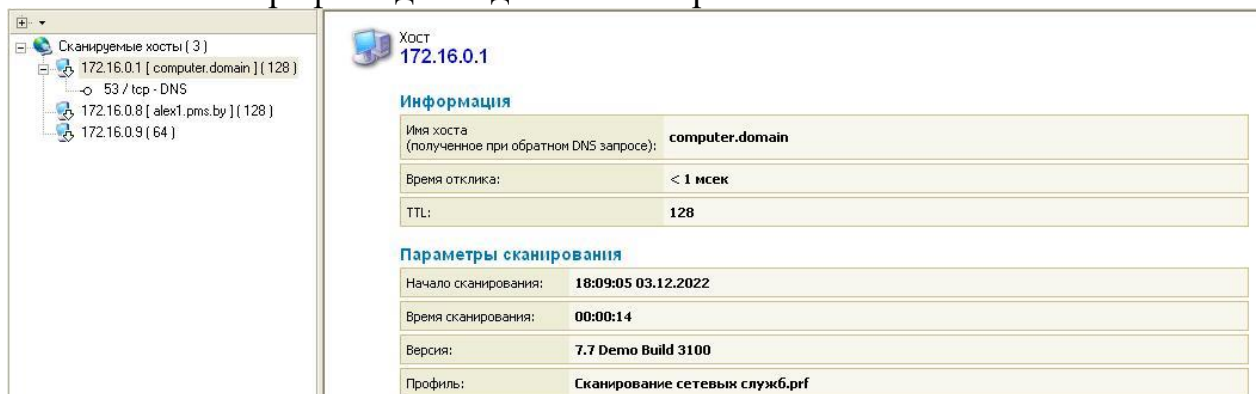 Сканируемые хосты ( 3 )
172.16.0.1 [ computer.domain ] ( 128 )
53 / tcp - DNS
172.16.0.8 [ alex1.pms.by ] ( 128 )
172.16.0.9 ( 64 )
Хост
172.16.0.1
Информация
Имя хоста
(полученное при обратном DNS запросе): computer.domain
Время отклика: < 1 мсек
TTL: 128
Параметры сканирования
Начало сканирования: 18:09:05 03.12.2022
Время сканирования: 00:00:14
Версия: 7.7 Demo Build 3100
Профиль: Сканирование сетевых служб.prf